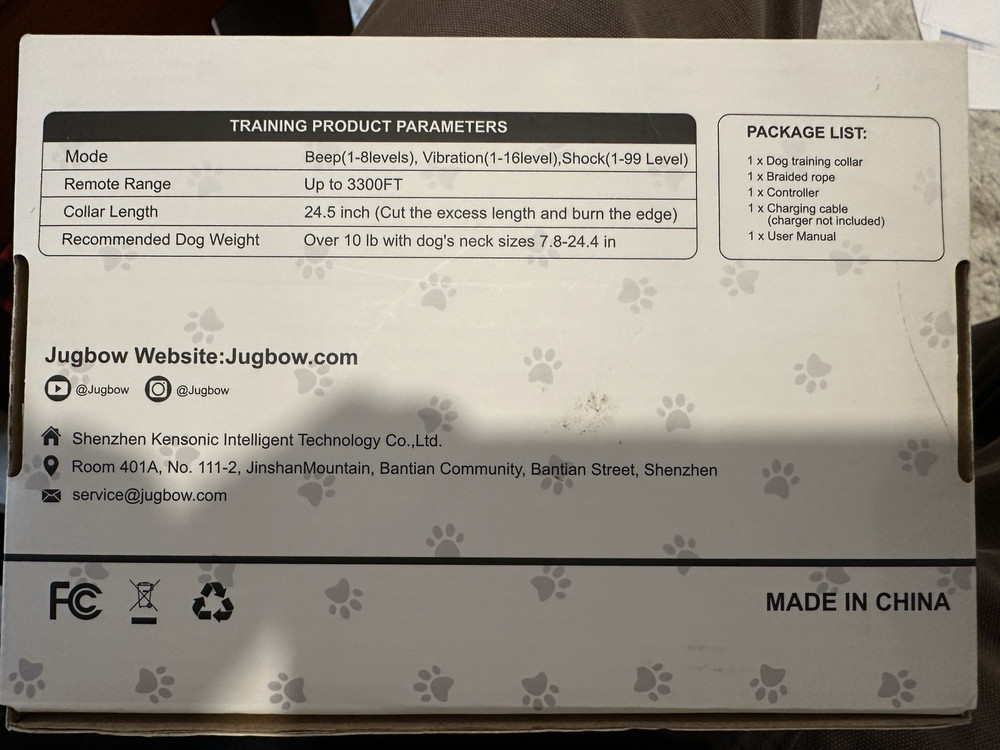 TRAINING PRODUCT PARAMETERS
Mode Beep(1-8levels), Vibration(1-16level),Shock(1-99 Level)
Remote Range Up to 3300FT
Collar Length 24.5 inch (Cut the excess length and burn the edge)
Recommended Dog Weight Over 10 lb with dog's neck sizes 7.8-24.4 in
PACKAGE LIST:
1 x Dog training collar
1 x Braided rope
1 x Controller
1 x Charging cable
(charger not included)
1 x User Manual
Jugbow Website:Jugbow.com
@Jugbow @Jugbow
Shenzhen Kensonic Intelligent Technology Co.,Ltd.
Room 401A, No. 111-2, JinshanMountain, Bantian Community, Bantian Street, Shenzhen
service@jugbow.com
FC
MADE IN CHINA